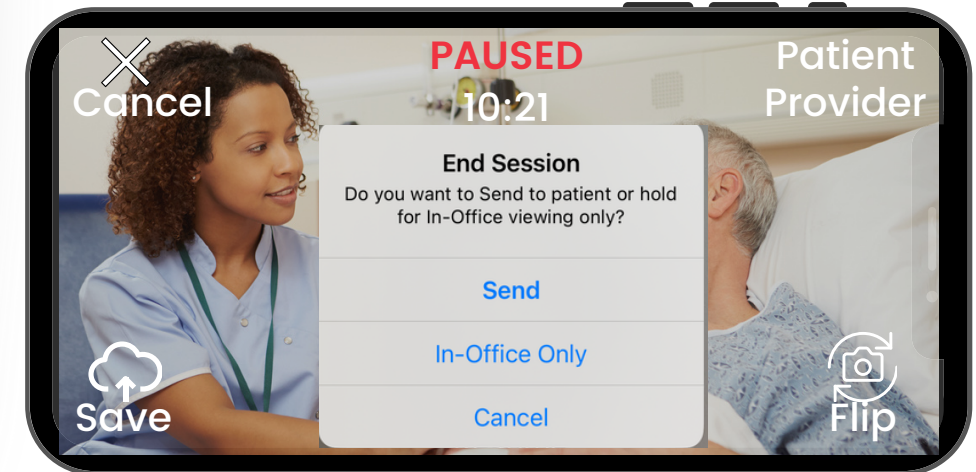 PAUSED
10:21
Cancel
Patient
Provider
End Session
Do you want to Send to patient or hold
for In-Office viewing only?
Send
In-Office Only
Cancel
Save
Flip